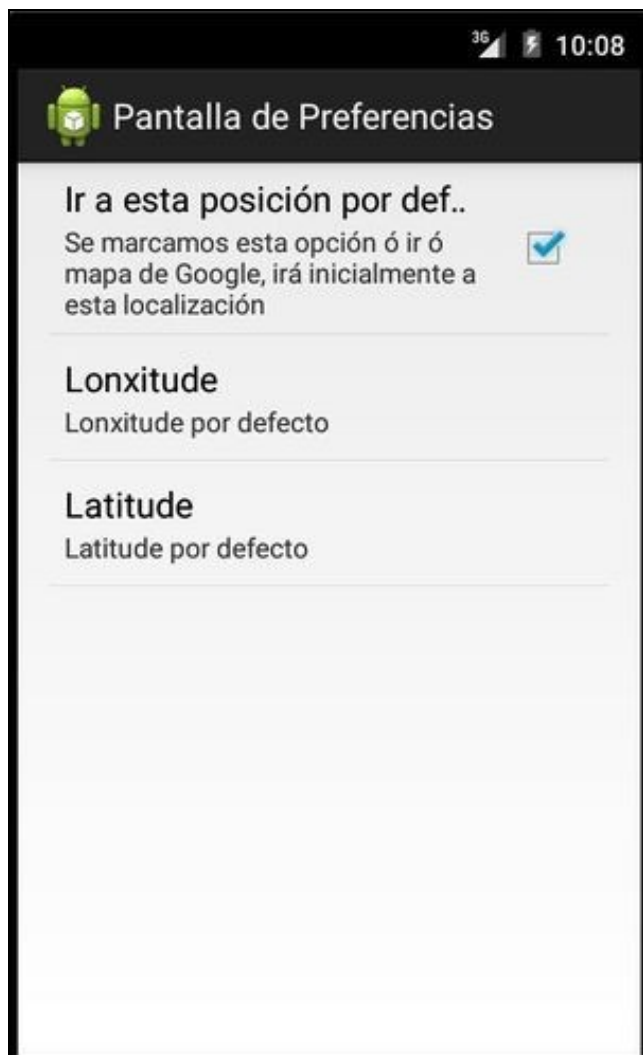 3G 10:08
Pantalla de Preferencias
Ir a esta posición por def..
Se marcamos esta opción ó ir ó
mapa de Google, irá inicialmente a
esta localización
Lonxitude
Lonxitude por defecto
Latitude
Latitude por defecto